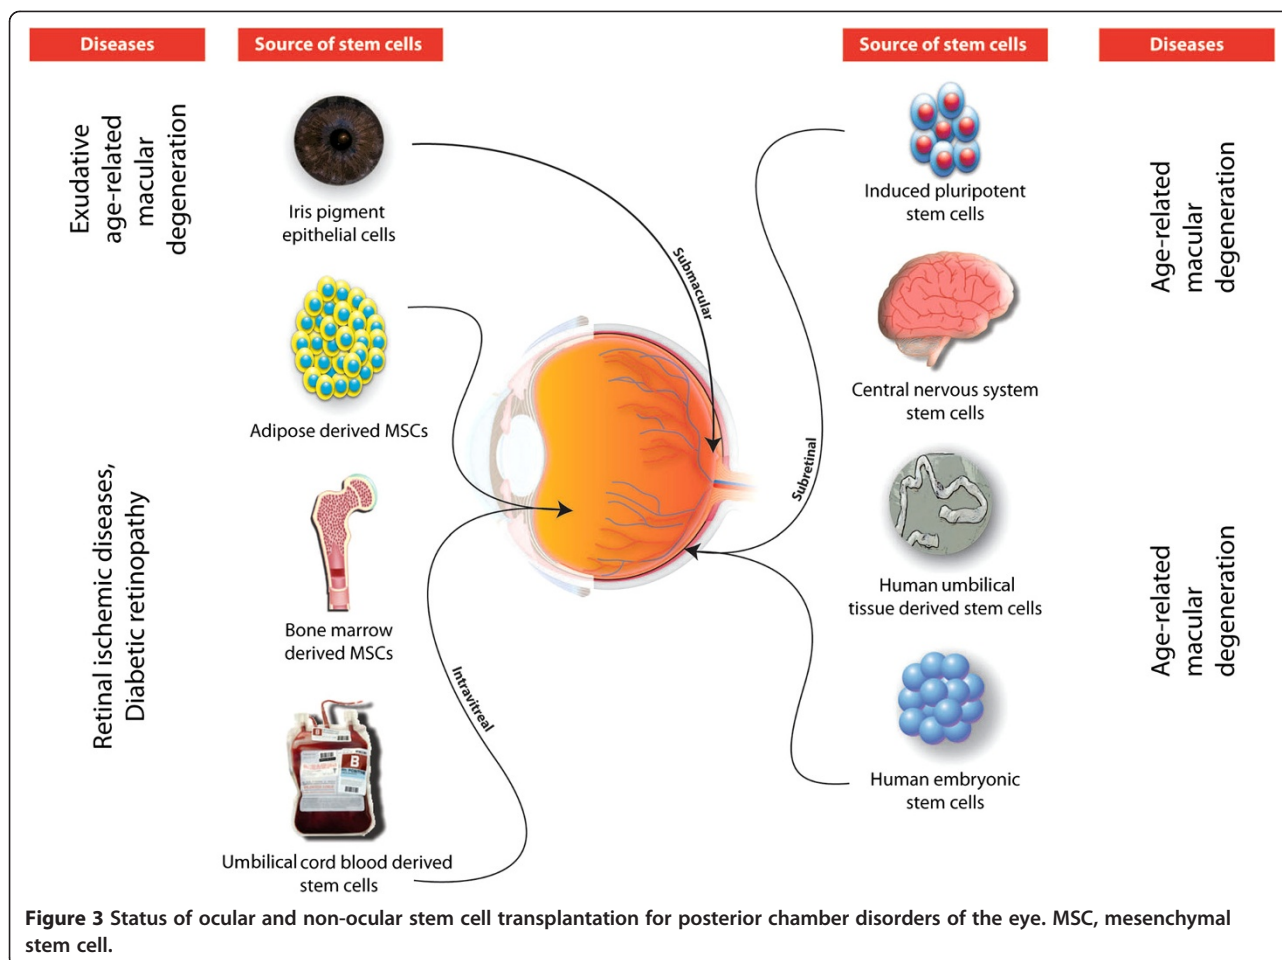 Diseases
Source of stem cells
Source of stem cells
Diseases
Exudative
age-related
macular
degeneration
Iris pigment
epithelial cells
Adipose derived MSCs
Retinal ischemic diseases,
Diabetic retinopathy
Bone marrow
derived MSCs
Umbilical cord blood derived
stem cells
Submacular
Intravitreal
Subretinal
Induced pluripotent
stem cells
Central nervous system
stem cells
Human umbilical
tissue derived stem cells
Human embryonic
stem cells
Age-related
macular
degeneration
Age-related
macular
degeneration
B
B
Figure 3 Status of ocular and non-ocular stem cell transplantation for posterior chamber disorders of the eye. MSC, mesenchymal
stem cell.